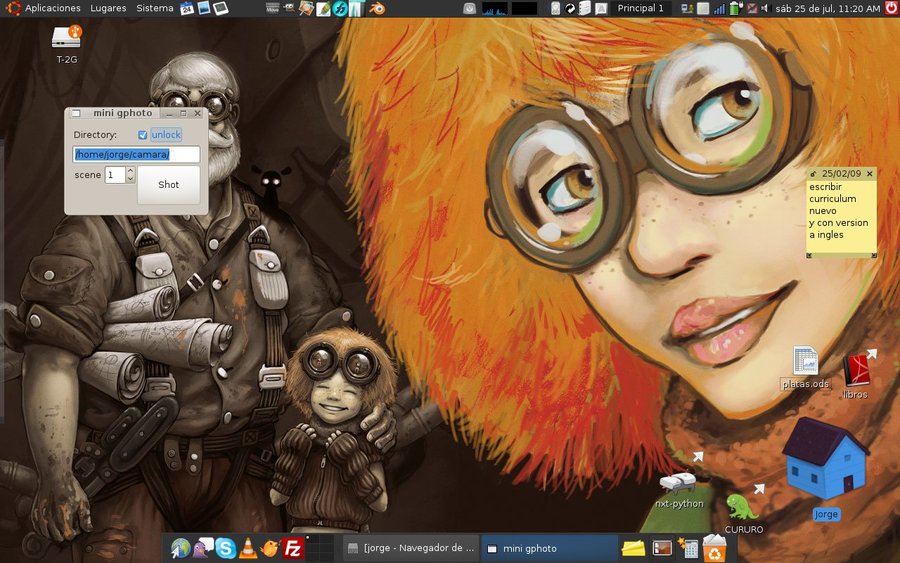 Aplicaciones Lugares Sistema
Principal 1
sáb 25 de jul, 11:20 AM
T-2G
mini gphoto
Directory: unlock
/home/jorge/camara/
scene 1
Shot
25/02/09
escribir
curriculum
nuevo
y con version
a ingles
platas.ods
libros
nxt-python
CURURO
Jorge
[jorge - Navegador de ...
mini gphoto